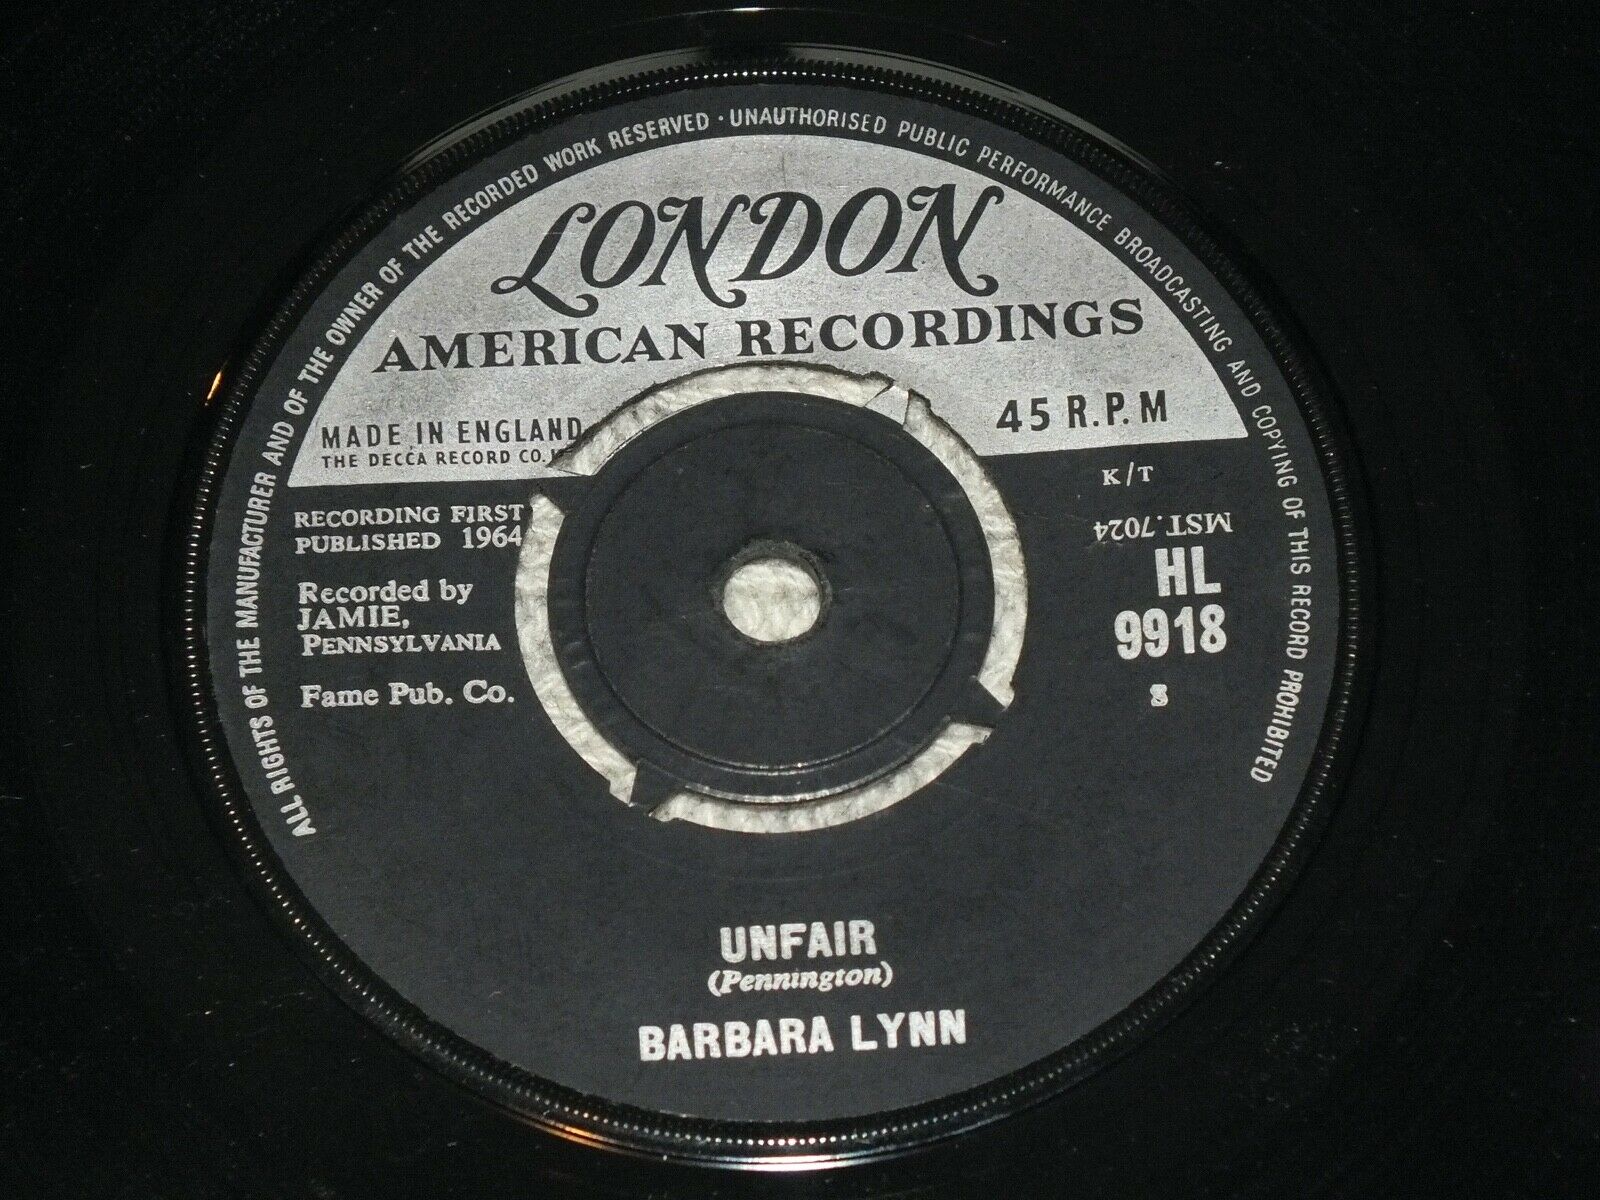 ALL RIGHTS OF THE MANUFACTURER AND OF THE OWNER OF THE RECORDED WORK RESERVED · UNAUTHORISED PUBLIC PERFORMANCE BROADCASTING AND COPYING OF THIS RECORD PROHIBITED
LONDON
AMERICAN RECORDINGS
MADE IN ENGLAND
THE DECCA RECORD CO.
45 R.P.M
K/T
MST.7024
HL
9918
S
RECORDING FIRST
PUBLISHED 1964
Recorded by
JAMIE,
PENNSYLVANIA
Fame Pub. Co.
UNFAIR
(Pennington)
BARBARA LYNN